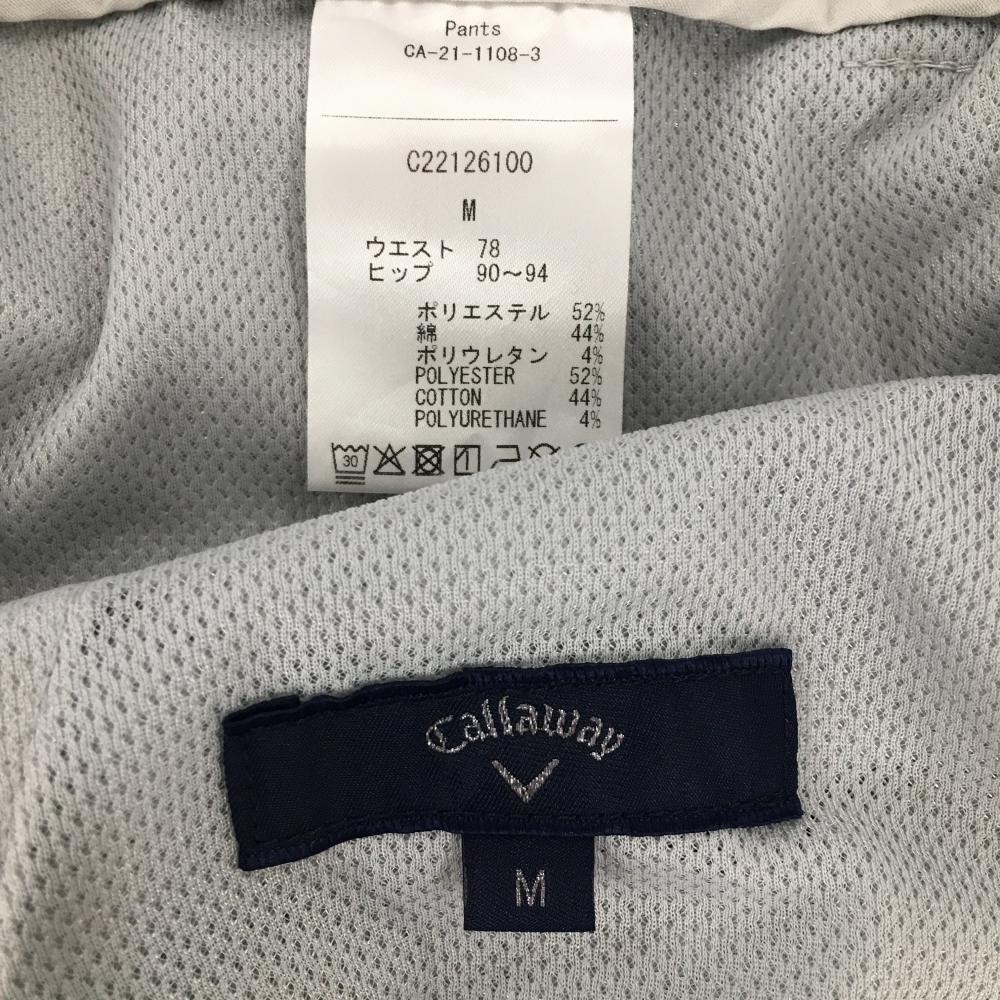 Pants
CA-21-1108-3
C22126100
M
ウエスト 78
ヒップ 90～94
ポリエステル 52%
綿 44%
ポリウレタン 4%
POLYESTER 52%
COTTON 44%
POLYURETHANE 4%
30
Callaway
M